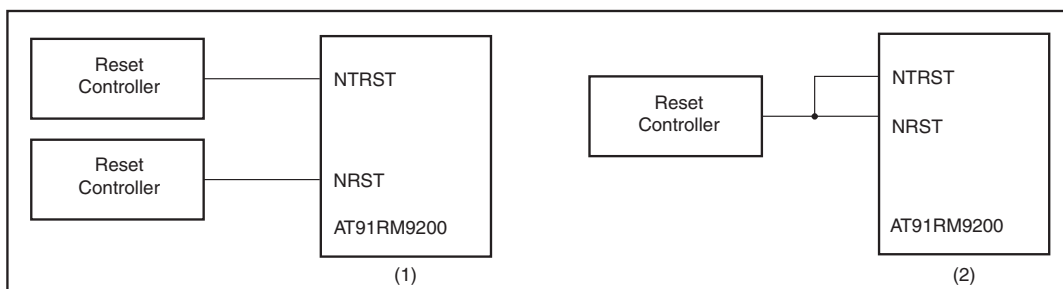 Reset
Controller
NTRST
Reset
Controller
NRST
AT91RM9200
(1)
Reset
Controller
NTRST
NRST
AT91RM9200
(2)